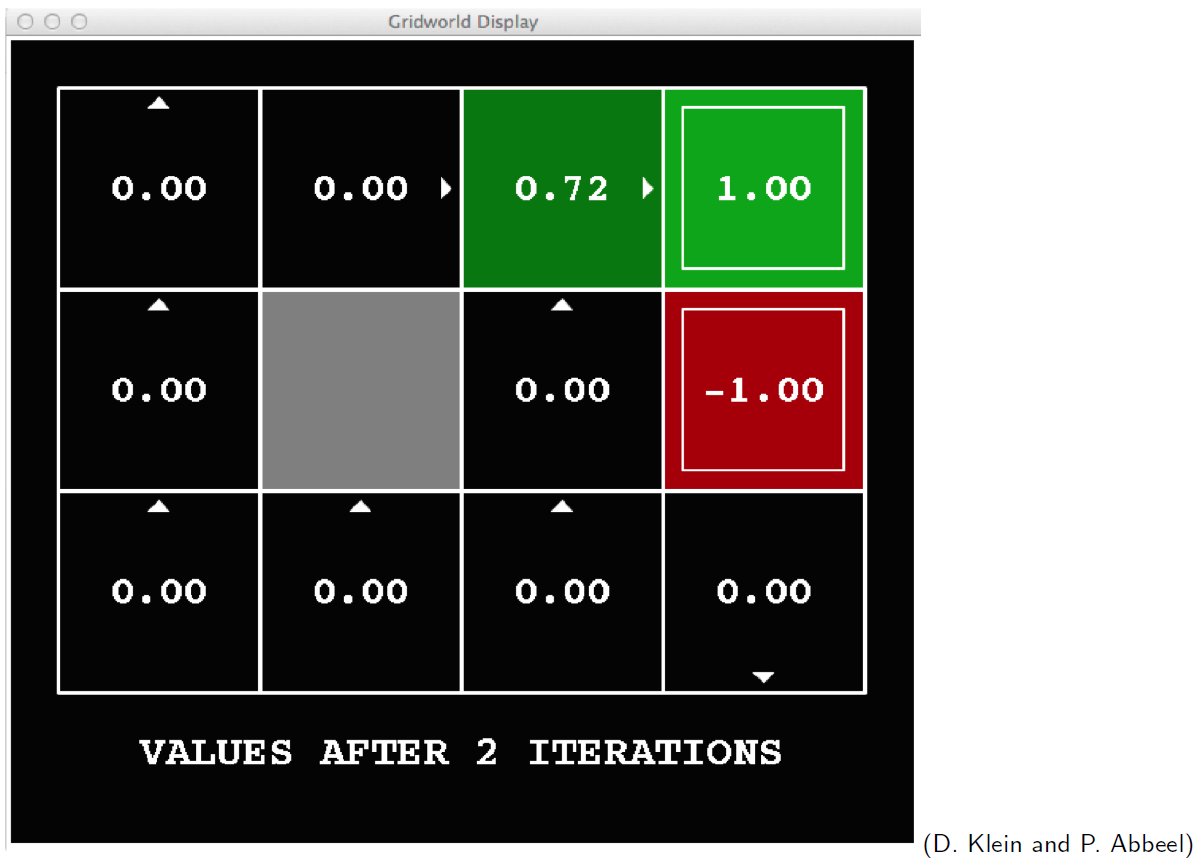 Gridworld Display
0.00 0.00 0.72 1.00
0.00 0.00 -1.00
0.00 0.00 0.00 0.00
VALUES AFTER 2 ITERATIONS
(D. Klein and P. Abbeel)